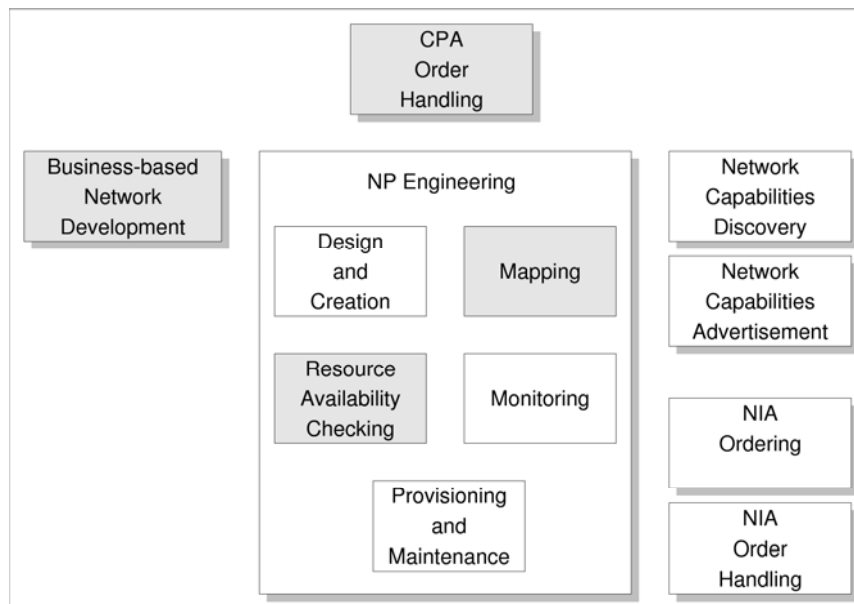 CPA
Order
Handling
Business-based
Network
Development
NP Engineering
Design
and
Creation
Mapping
Resource
Availability
Checking
Monitoring
Provisioning
and
Maintenance
Network
Capabilities
Discovery
Network
Capabilities
Advertisement
NIA
Ordering
NIA
Order
Handling